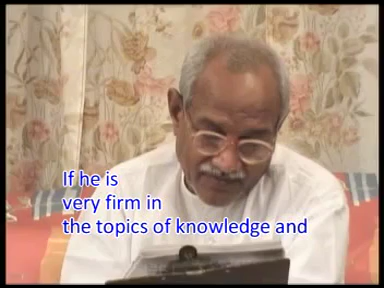 If he is
very firm in
the topics of knowledge and